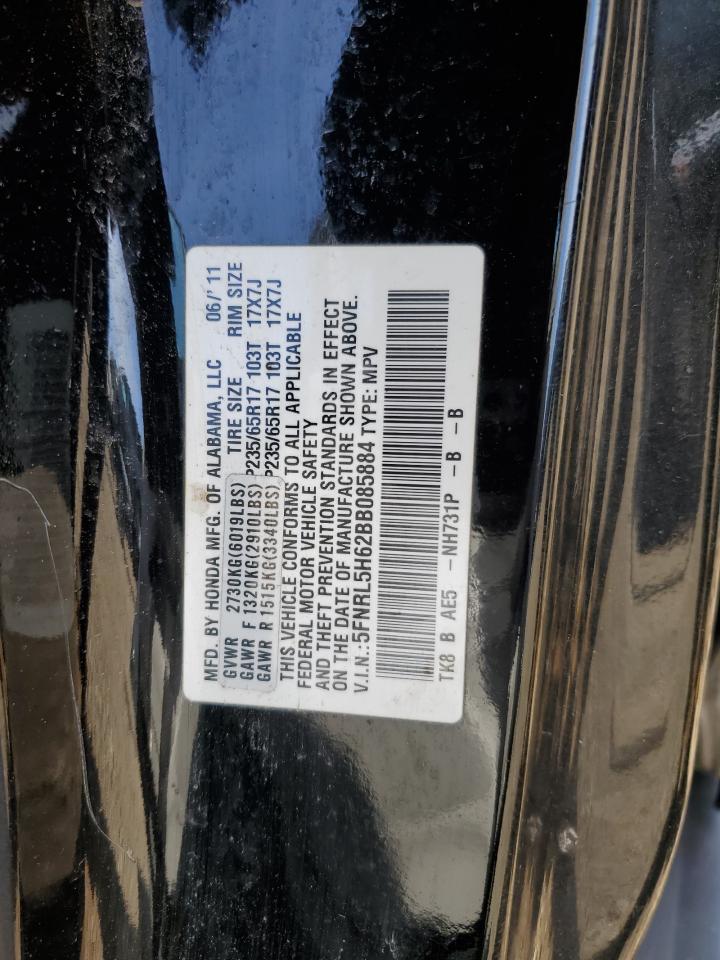 MFD. BY HONDA MFG. OF ALABAMA, LLC 06/'11
GVWR 2730KG(6019LBS) TIRE SIZE RIM SIZE
GAWR F 1320KG(2910LBS) P235/65R17 103T 17X7J
GAWR R 1515KG(3340LBS) P235/65R17 103T 17X7J
THIS VEHICLE CONFORMS TO ALL APPLICABLE
FEDERAL MOTOR VEHICLE SAFETY
AND THEFT PREVENTION STANDARDS IN EFFECT
ON THE DATE OF MANUFACTURE SHOWN ABOVE.
V.I.N.:5FNRL5H62BB085884 TYPE: MPV
TK8 B AE5 -NH731P -B -B